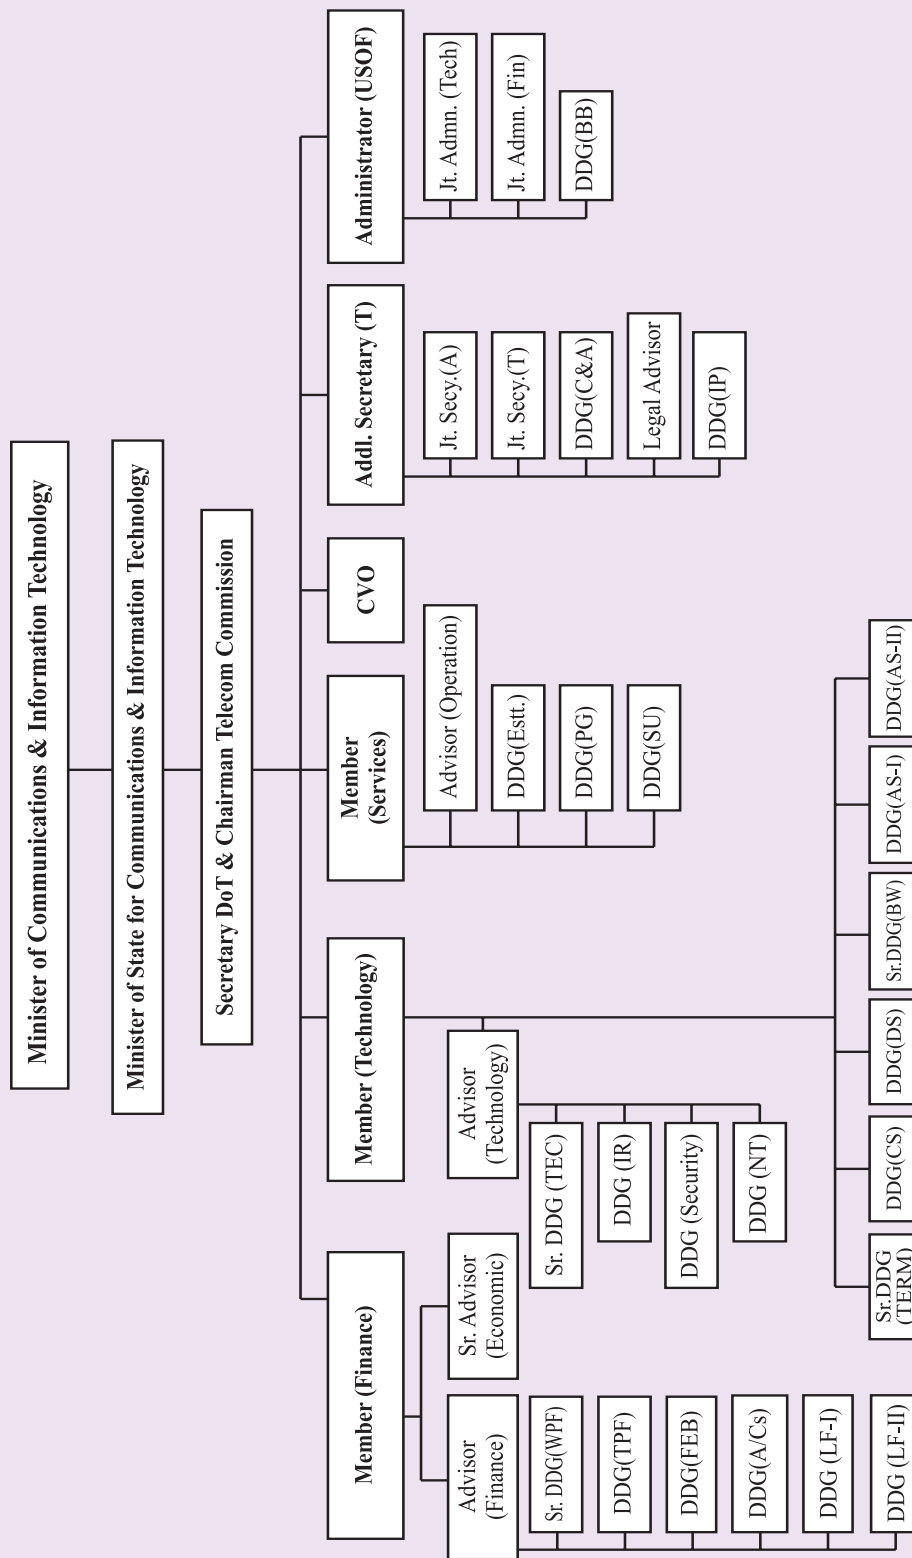 Minister of Communications & Information Technology
Minister of State for Communications & Information Technology
Secretary DoT & Chairman Telecom Commission
Member (Finance)
Member (Technology)
Member
(Services)
CVO
Addl. Secretary (T)
Administrator (USOF)
Advisor
(Finance)
Sr. Advisor
(Economic)
Sr. DDG(WPF)
DDG(TPF)
DDG(FEB)
DDG(A/Cs)
DDG (LF-I)
DDG (LF-II)
Advisor
(Technology)
Sr. DDG (TEC)
DDG (IR)
DDG (Security)
DDG (NT)
Sr.DDG
(TERM)
DDG(CS)
DDG(DS)
Sr.DDG(BW)
DDG(AS-I)
DDG(AS-II)
Advisor (Operation)
DDG(Estt.)
DDG(PG)
DDG(SU)
Jt. Secy.(A)
Jt. Secy.(T)
DDG(C&A)
Legal Advisor
DDG(IP)
Jt. Admn. (Tech)
Jt. Admn. (Fin)
DDG(BB)